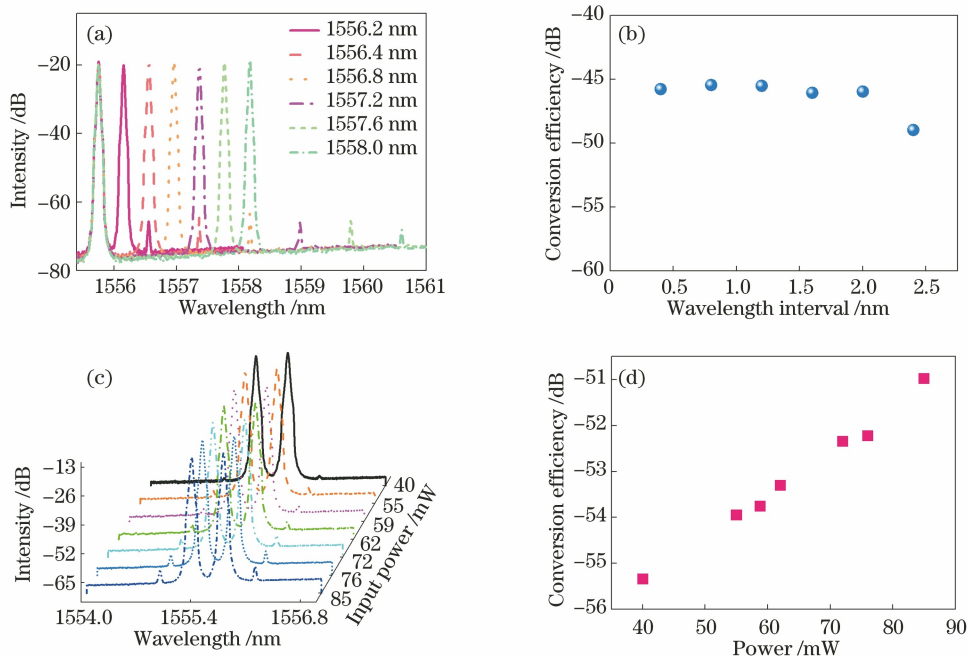 (a)
1556.2 nm
1556.4 nm
1556.8 nm
1557.2 nm
1557.6 nm
1558.0 nm
0
−20
−40
−60
−80
Intensity /dB
1556 1557 1558 1559 1560 1561
Wavelength /nm
(b)
−40
−45
−50
−55
−60
Conversion efficiency /dB
0 0.5 1.0 1.5 2.0 2.5
Wavelength interval /nm
(c)
−13
−26
−39
−52
−65
Intensity /dB
1554.0 1555.4 1556.8
Wavelength /nm
40
55
59
62
72
76
85
Input power /mW
(d)
−51
−52
−53
−54
−55
−56
Conversion efficiency /dB
40 50 60 70 80 90
Power /mW